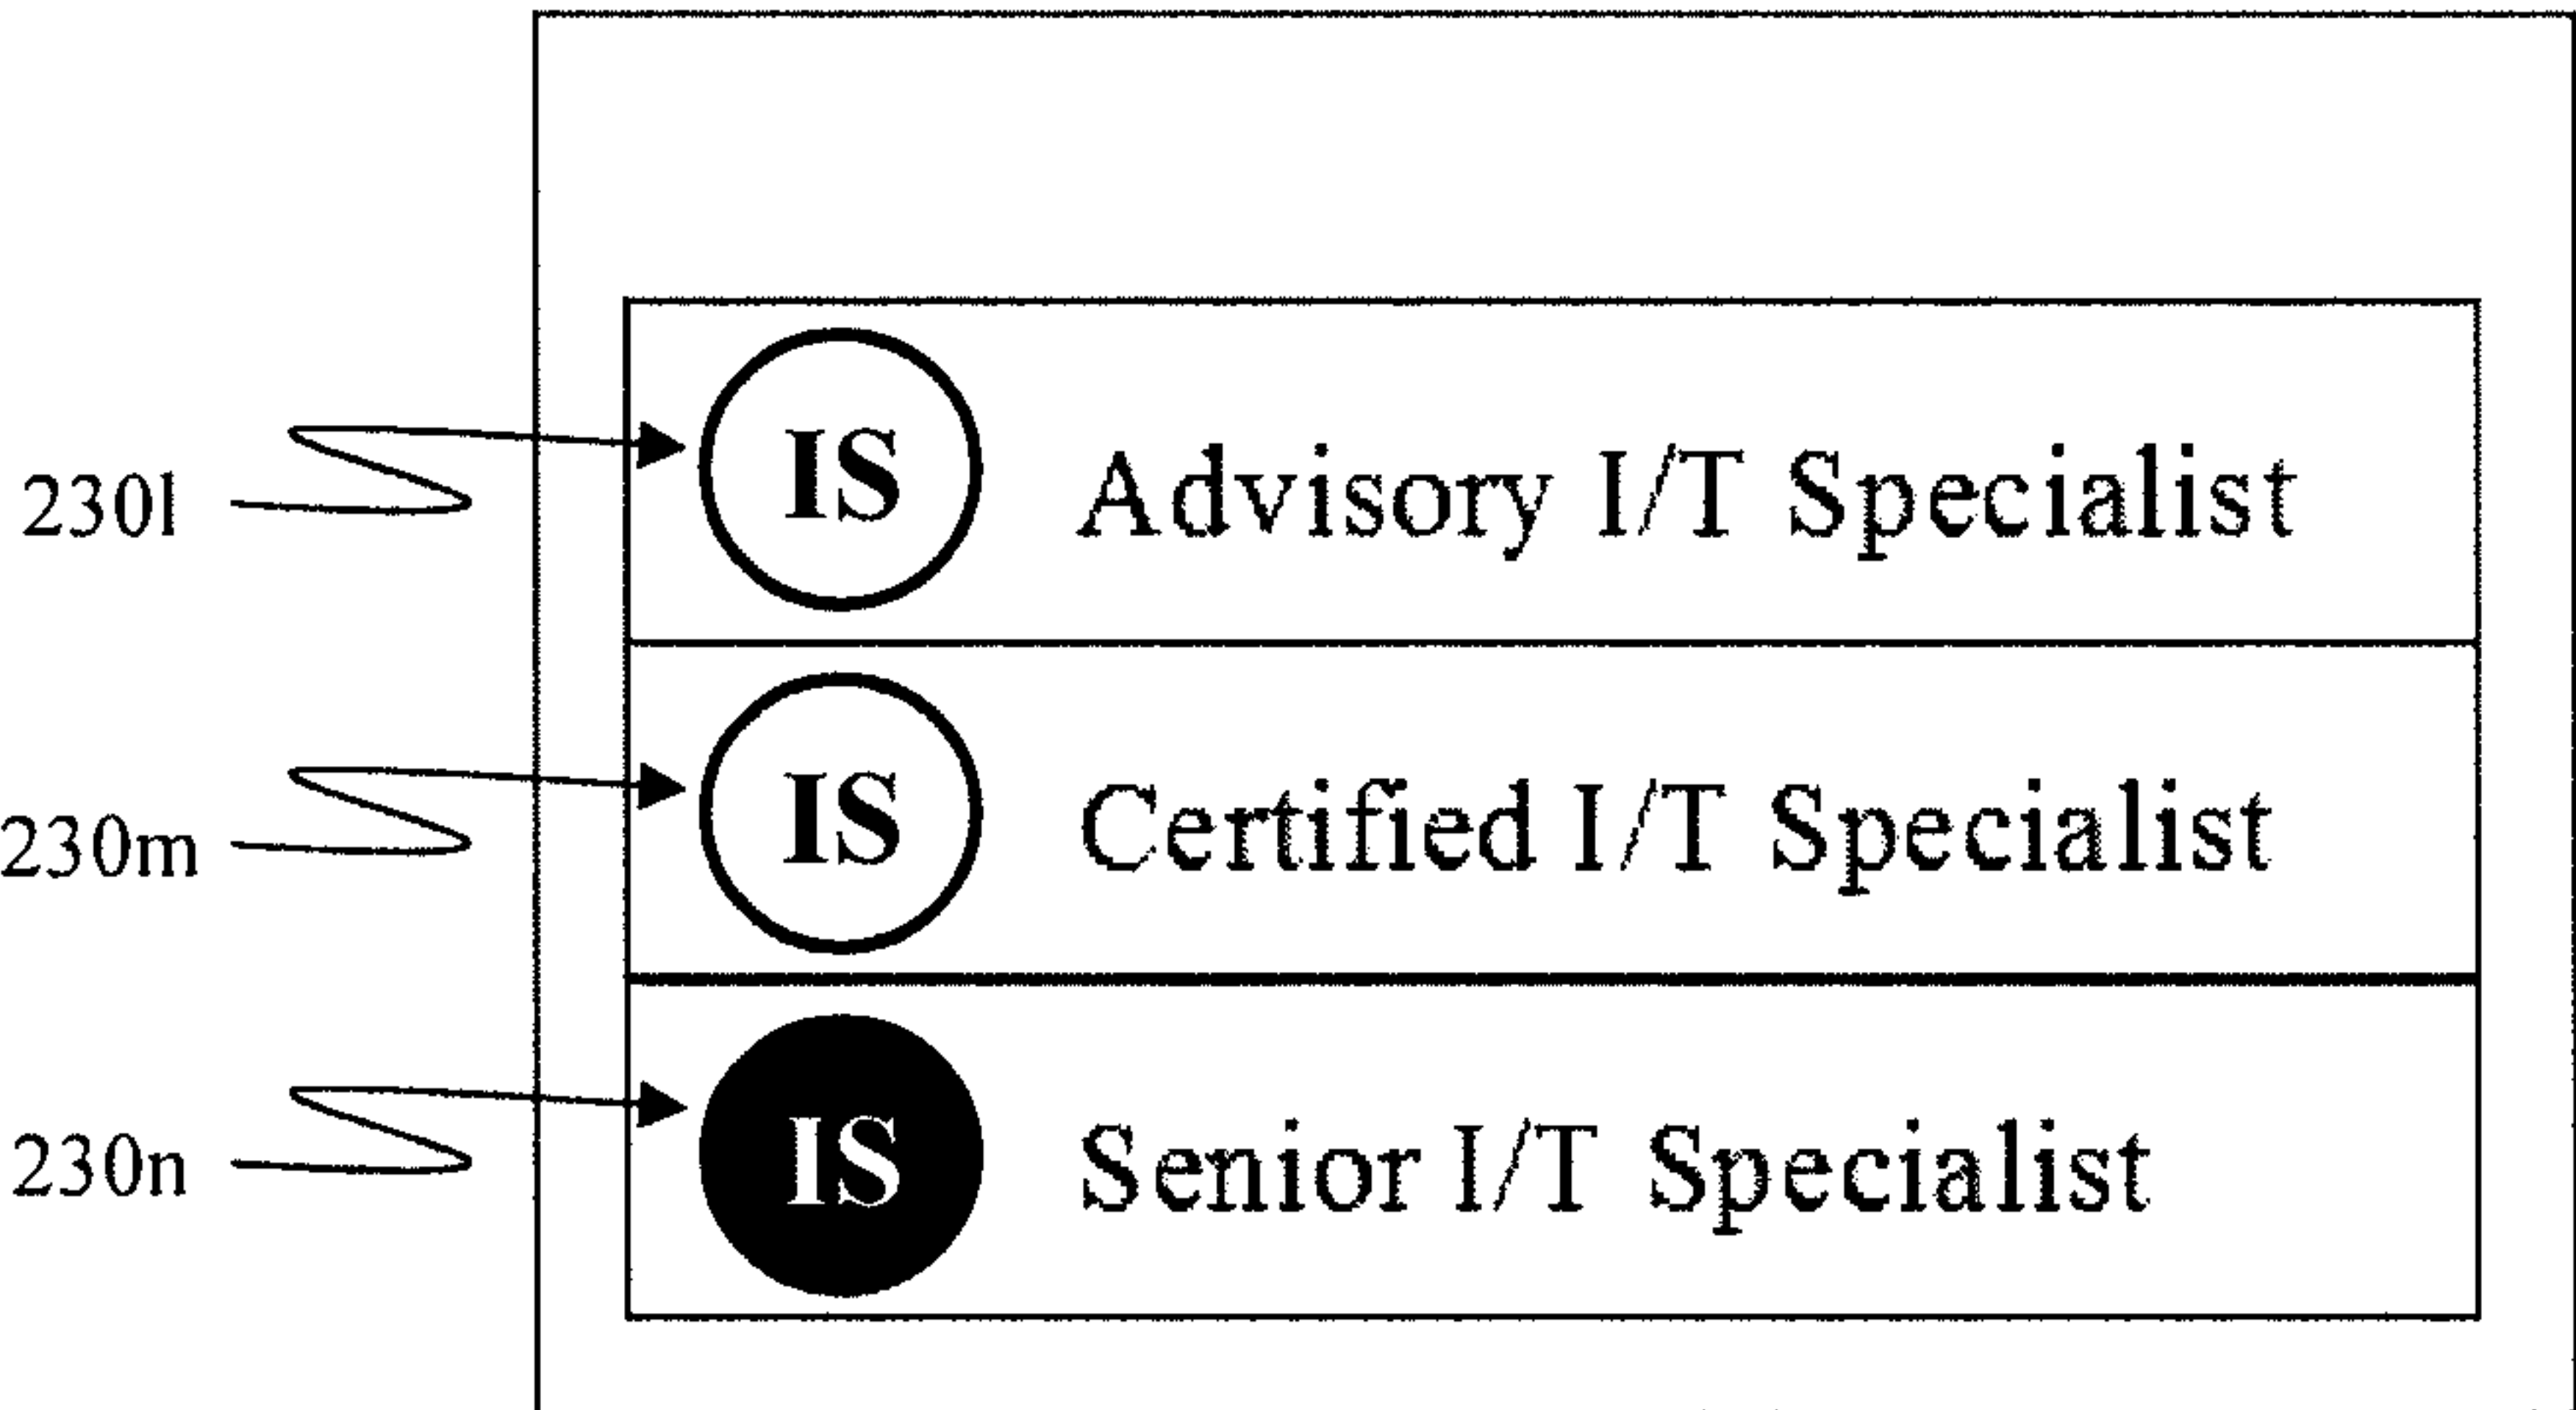 230l IS Advisory I/T Specialist
230m IS Certified I/T Specialist
230n IS Senior I/T Specialist